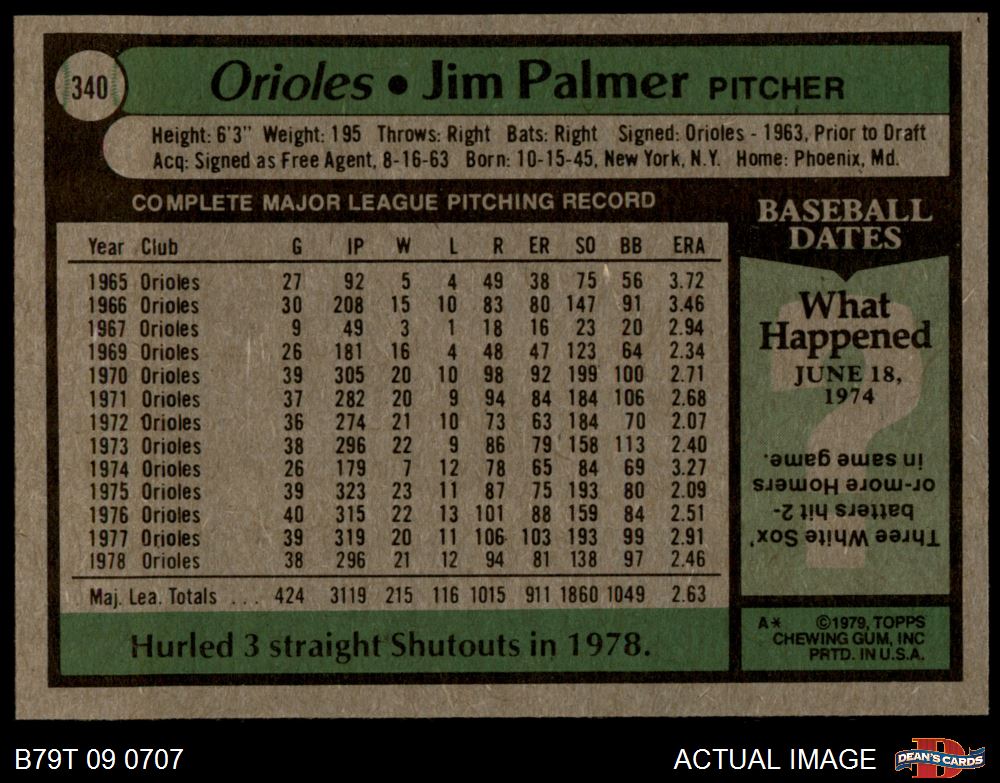 340
Orioles • Jim Palmer PITCHER
Height: 6'3" Weight: 195 Throws: Right Bats: Right Signed: Orioles - 1963, Prior to Draft
Acq: Signed as Free Agent, 8-16-63 Born: 10-15-45, New York, N.Y. Home: Phoenix, Md.
COMPLETE MAJOR LEAGUE PITCHING RECORD
Year Club G IP W L R ER SO BB ERA
1965 Orioles 27 92 5 4 49 38 75 56 3.72
1966 Orioles 30 208 15 10 83 80 147 91 3.46
1967 Orioles 9 49 3 1 18 16 23 20 2.94
1969 Orioles 26 181 16 4 48 47 123 64 2.34
1970 Orioles 39 305 20 10 98 92 199 100 2.71
1971 Orioles 37 282 20 9 94 84 184 106 2.68
1972 Orioles 36 274 21 10 73 63 184 70 2.07
1973 Orioles 38 296 22 9 86 79 158 113 2.40
1974 Orioles 26 179 7 12 78 65 84 69 3.27
1975 Orioles 39 323 23 11 87 75 193 80 2.09
1976 Orioles 40 315 22 13 101 88 159 84 2.51
1977 Orioles 39 319 20 11 106 103 193 99 2.91
1978 Orioles 38 296 21 12 94 81 138 97 2.46
Maj. Lea. Totals ... 424 3119 215 116 1015 911 1860 1049 2.63
Hurled 3 straight Shutouts in 1978.
BASEBALL
DATES
What
Happened
JUNE 18,
1974
?
Three White Sox'
batters hit 2-
or-more Homers
in same game.
A* ©1979, TOPPS
CHEWING GUM, INC
PRTD. IN U.S.A.
B79T 09 0707
ACTUAL IMAGE
D
DEAN'S CARDS